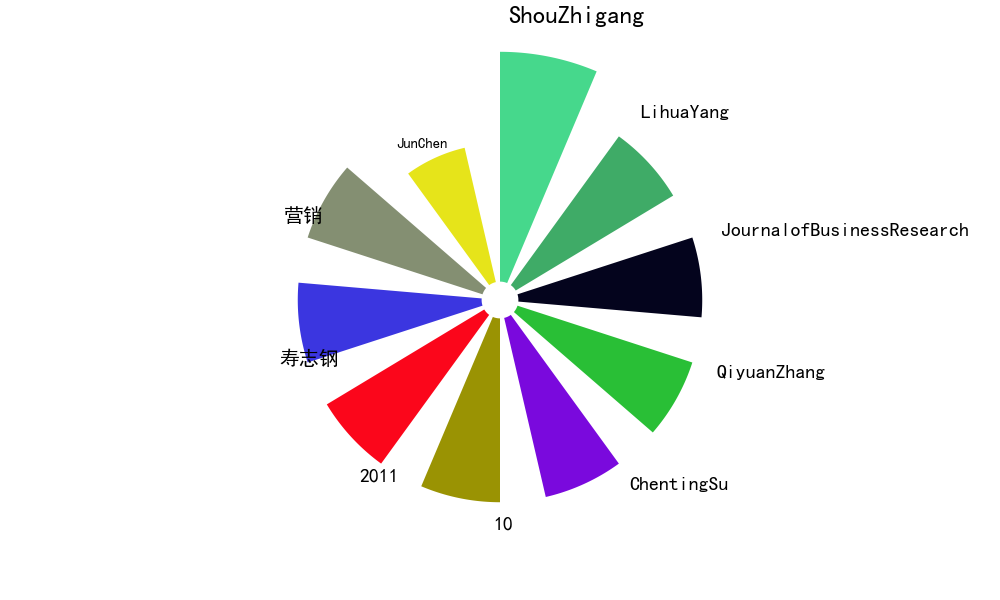 ShouZhigang
LihuaYang
JunChen
营销
JournalofBusinessResearch
寿志钢
QiyuanZhang
2011
ChentingSu
10